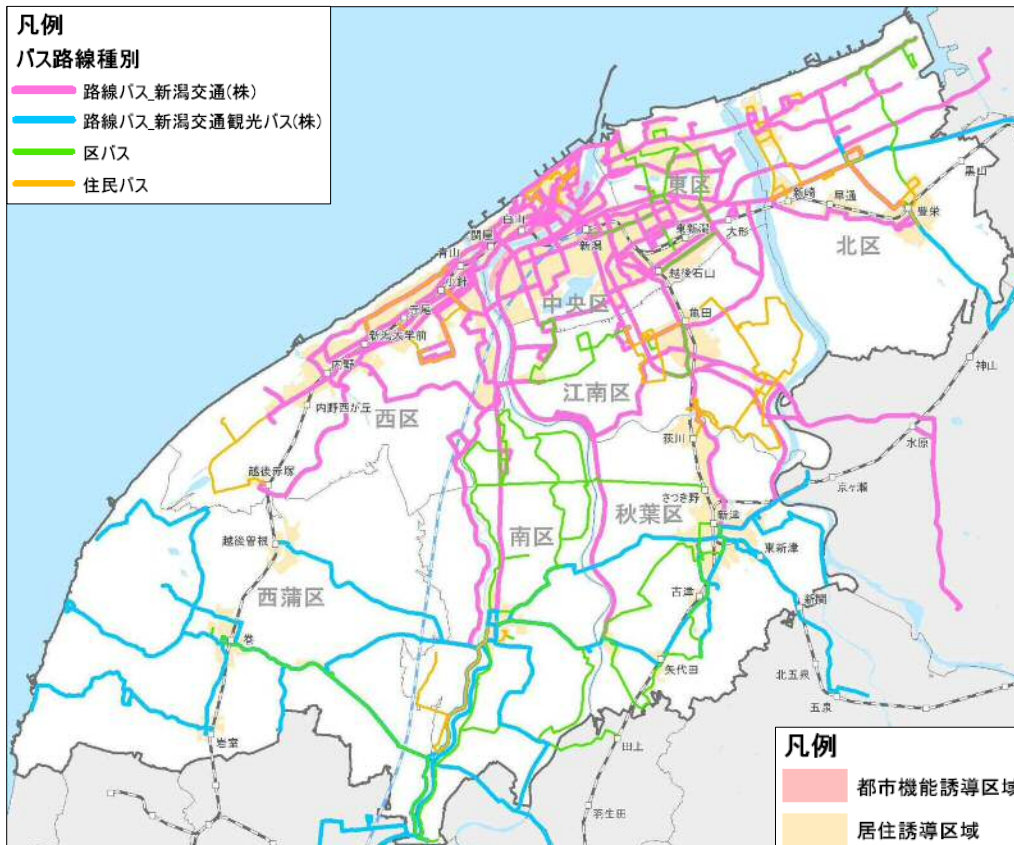 凡例
バス路線種別
路線バス_新潟交通(株)
路線バス_新潟交通観光バス(株)
区バス
住民バス
東区
黒山
白山
新崎
早通
豊栄
関屋
新潟
東新潟
大形
北区
青山
越後石山
小針
中央区
寺尾
亀田
新潟大学前
神山
内野
江南区
内野西が丘
西区
荻川
水原
越後赤塚
京ヶ瀬
さつき野
秋葉区
新津
南区
越後曽根
東新津
西蒲区
古津
新関
巻
矢代田
北五泉
五泉
岩室
田上
羽生田
凡例
都市機能誘導区域
居住誘導区域